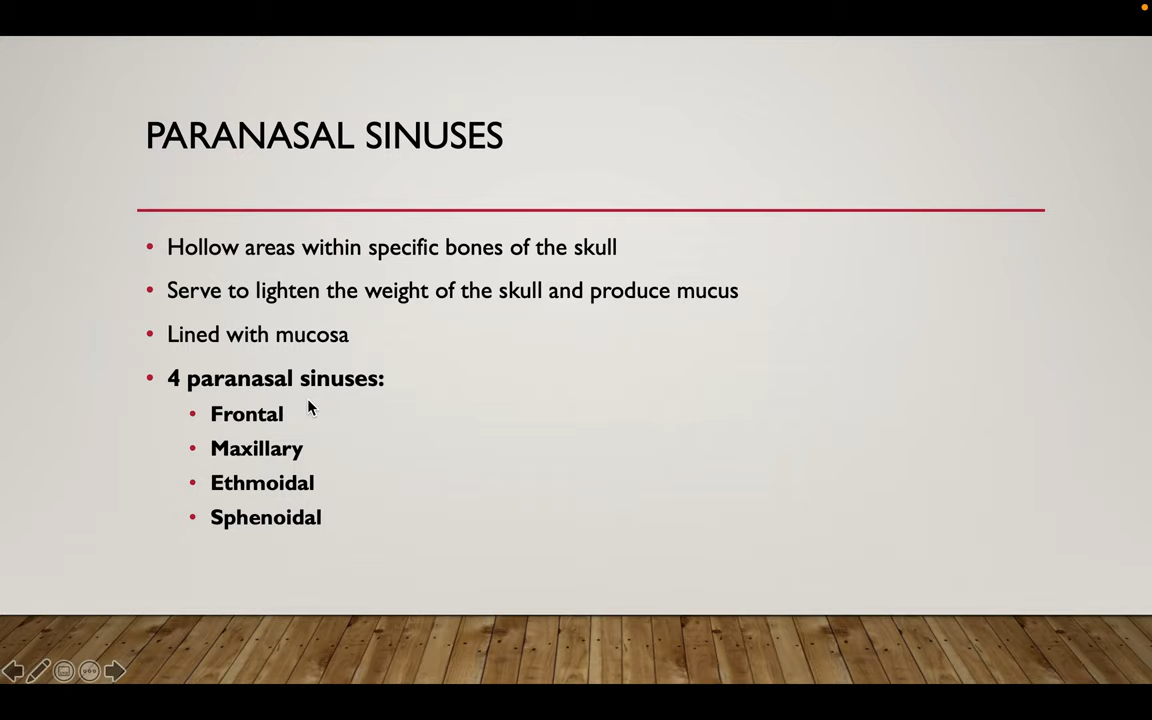 PARANASAL SINUSES
• Hollow areas within specific bones of the skull
• Serve to lighten the weight of the skull and produce mucus
• Lined with mucosa
• 4 paranasal sinuses:
• Frontal
• Maxillary
• Ethmoidal
• Sphenoidal